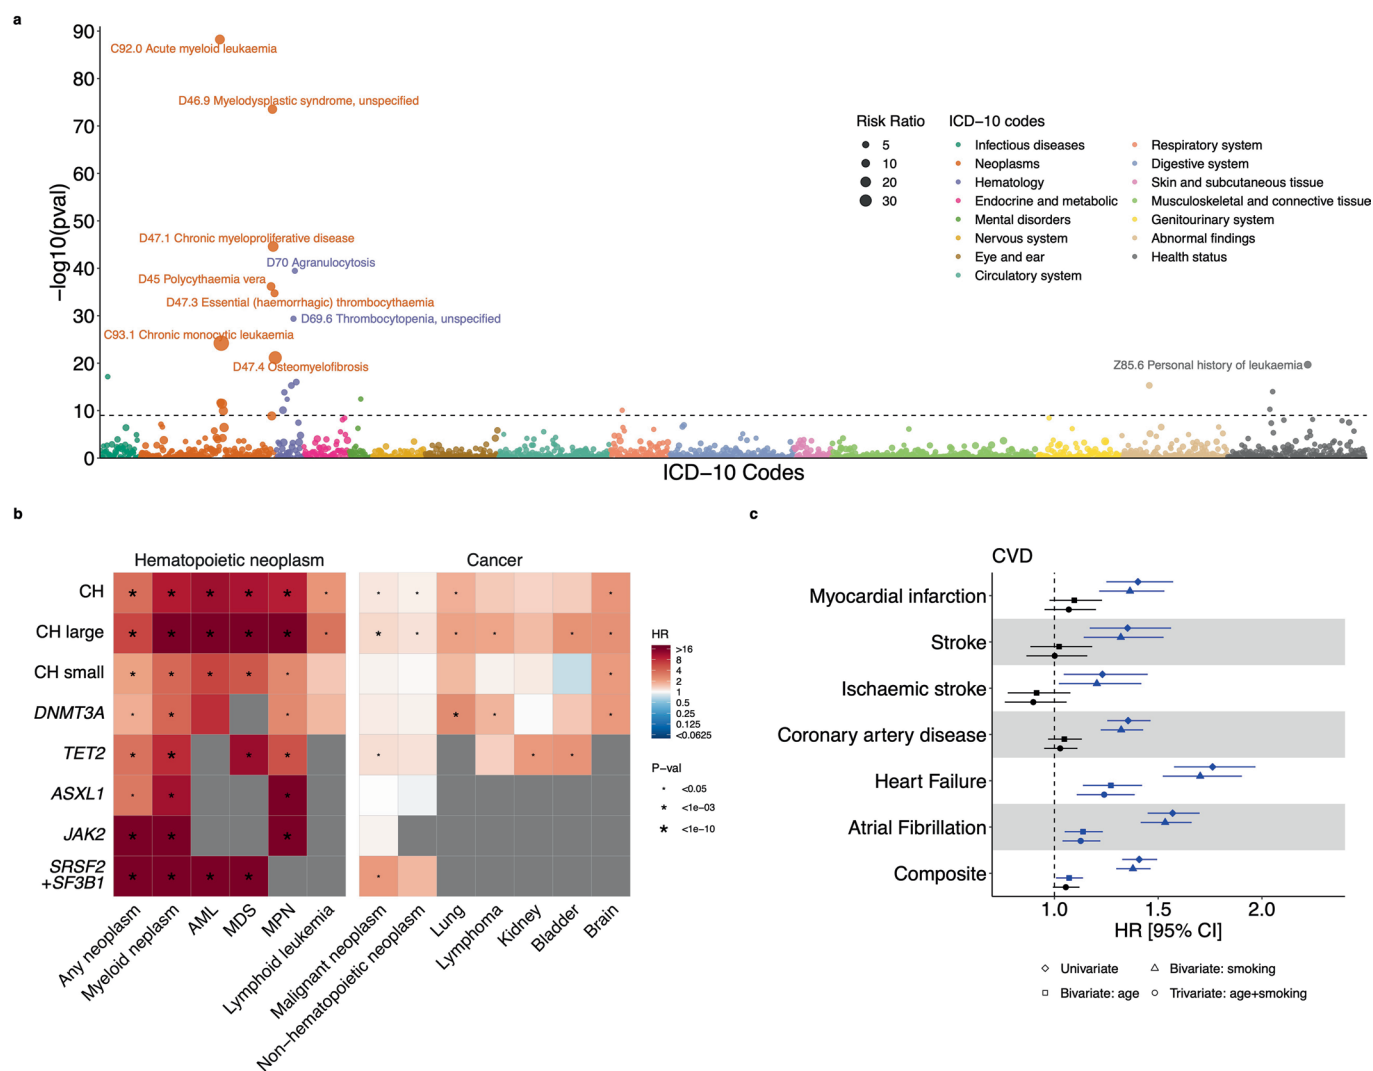 a
90
80
70
60
50
40
30
20
10
0
−log10(pval)
C92.0 Acute myeloid leukaemia
D46.9 Myelodysplastic syndrome, unspecified
D47.1 Chronic myeloproliferative disease
D70 Agranulocytosis
D45 Polycythaemia vera
D47.3 Essential (haemorrhagic) thrombocythaemia
D69.6 Thrombocytopenia, unspecified
C93.1 Chronic monocytic leukaemia
D47.4 Osteomyelofibrosis
Z85.6 Personal history of leukaemia
ICD−10 Codes
Risk Ratio
5
10
20
30
ICD−10 codes
Infectious diseases
Neoplasms
Hematology
Endocrine and metabolic
Mental disorders
Nervous system
Eye and ear
Circulatory system
Respiratory system
Digestive system
Skin and subcutaneous tissue
Musculoskeletal and connective tissue
Genitourinary system
Abnormal findings
Health status
b
Hematopoietic neoplasm
Cancer
CH
CH large
CH small
DNMT3A
TET2
ASXL1
JAK2
SRSF2
+SF3B1
Any neoplasm
Myeloid neplasm
AML
MDS
MPN
Lymphoid leukemia
Malignant neoplasm
Non−hematopoietic neoplasm
Lung
Lymphoma
Kidney
Bladder
Brain
HR
>16
8
4
2
1
0.5
0.25
0.125
<0.0625
P−val
<0.05
<1e−03
<1e−10
c
CVD
Myocardial infarction
Stroke
Ischaemic stroke
Coronary artery disease
Heart Failure
Atrial Fibrillation
Composite
1.0
1.5
2.0
HR [95% CI]
Univariate
Bivariate: smoking
Bivariate: age
Trivariate: age+smoking